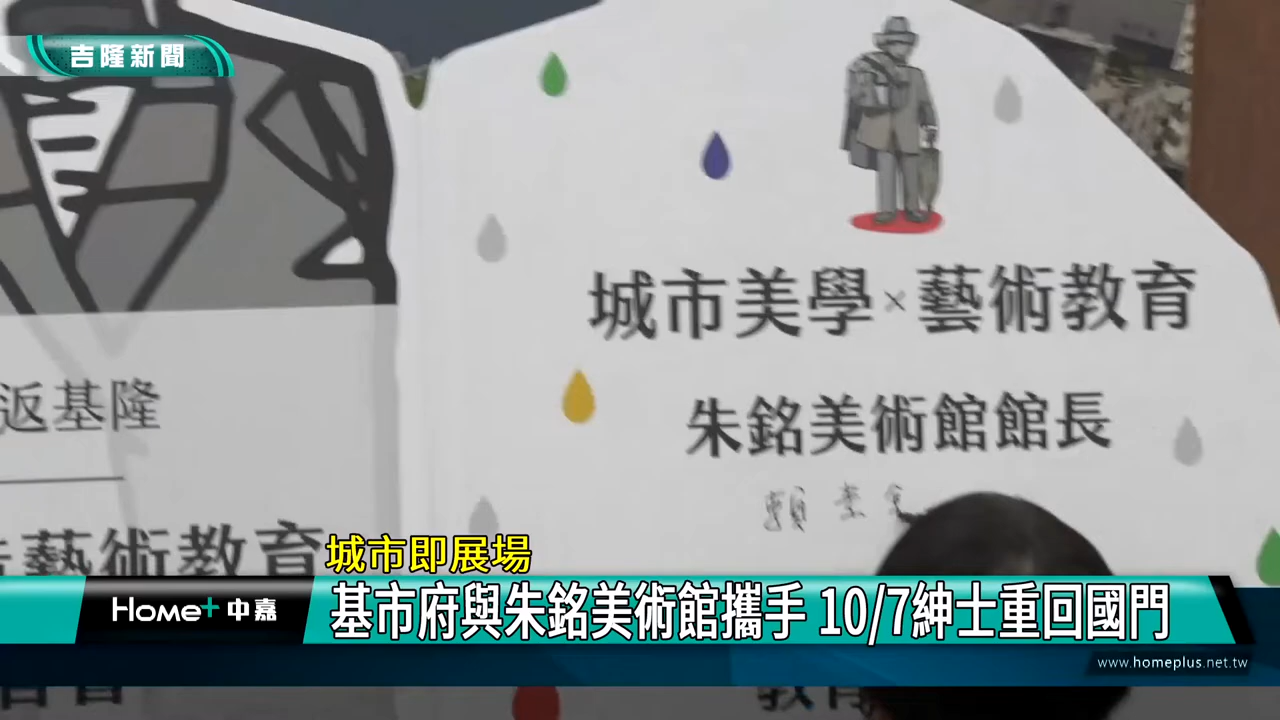 吉隆新聞
城市美學×藝術教育
返基隆
朱銘美術館館長
藝術教育
城市即展場
Home+中嘉
基市府與朱銘美術館攜手 10/7紳士重回國門
www.homeplus.net.tw